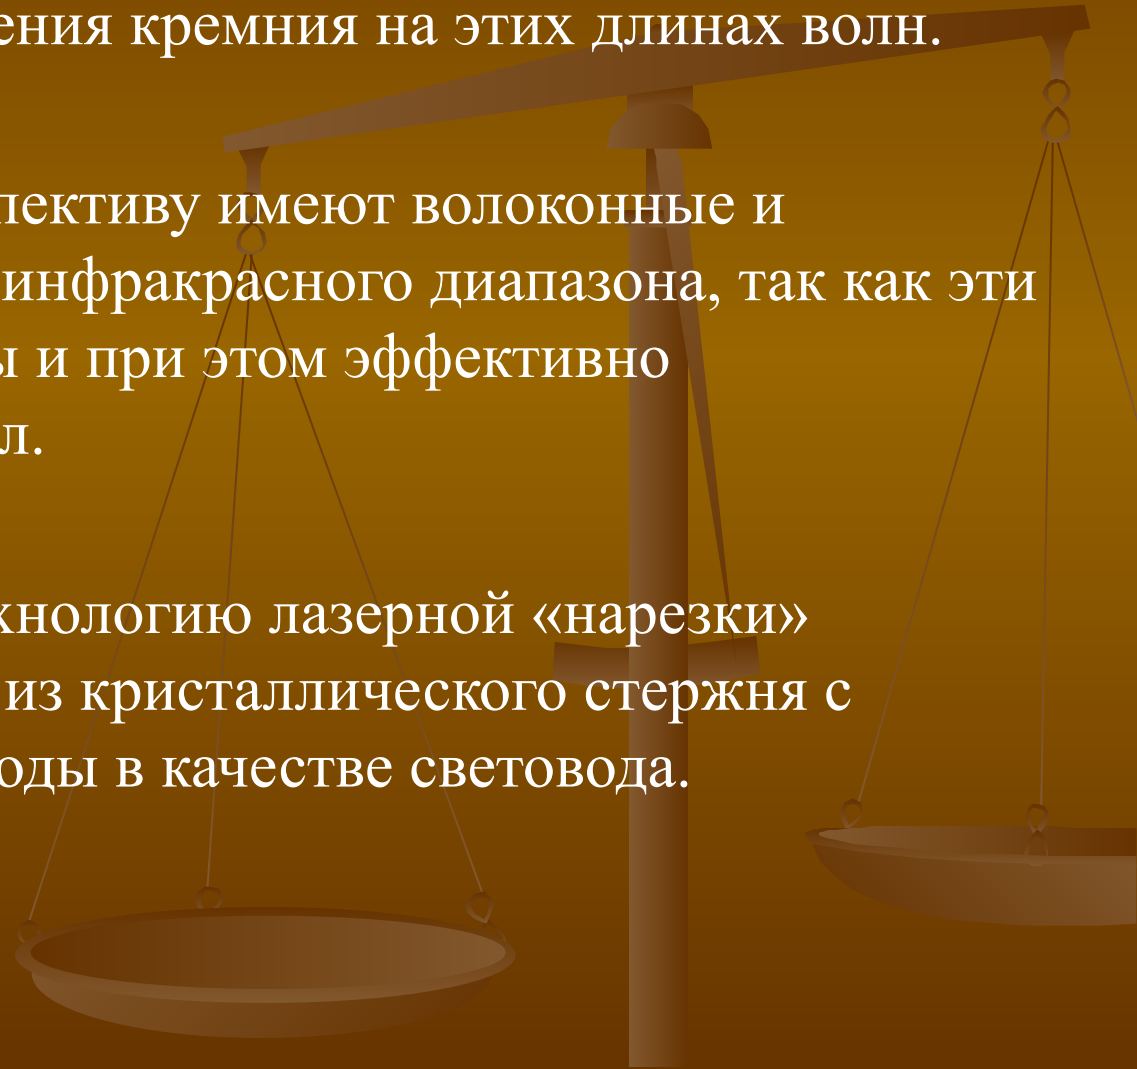 ения кремния на этих длинах волн.
пективу имеют волоконные и
инфракрасного диапазона, так как эти
ы и при этом эффективно
л.
хнологию лазерной «нарезки»
из кристаллического стержня с
оды в качестве световода.